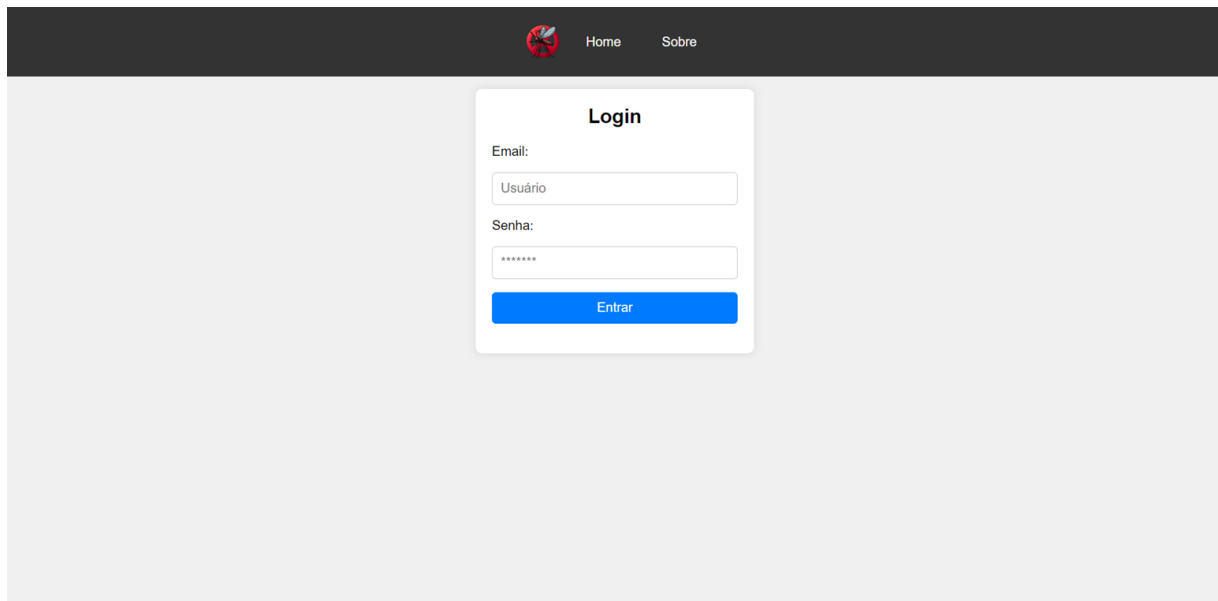 Home Sobre
Login
Email:
Usuário
Senha:
*******
Entrar